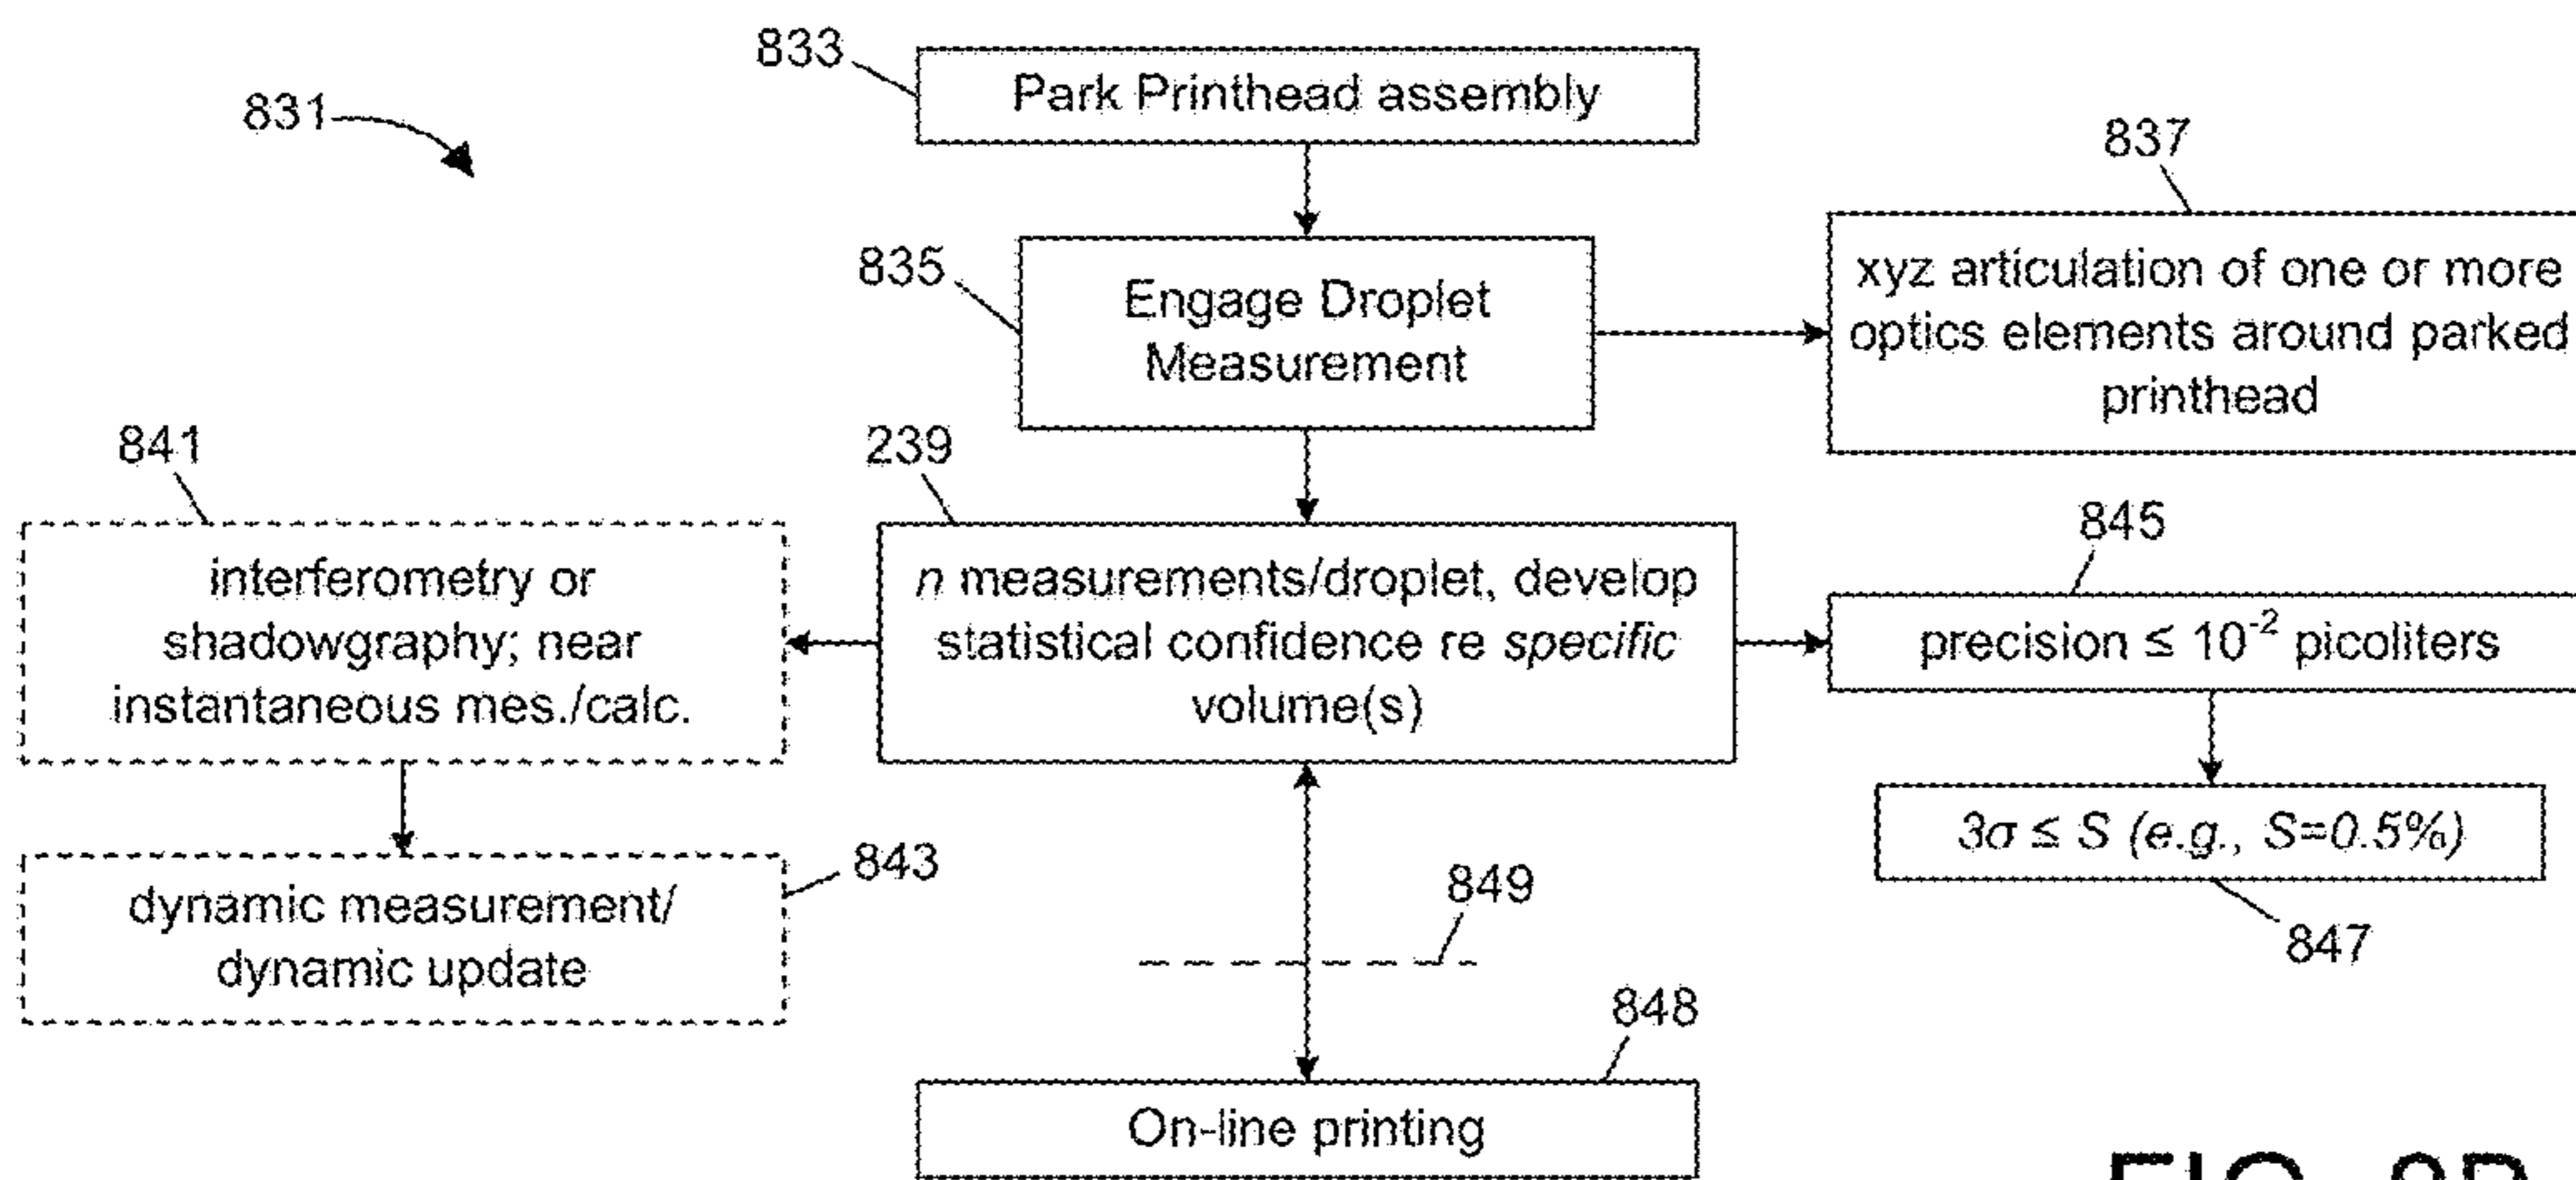 833
Park Printhead assembly
831
837
835
Engage Droplet
Measurement
xyz articulation of one or more
optics elements around parked
printhead
841
239
845
interferometry or
shadowgraphy; near
instantaneous mes./calc.
n measurements/droplet, develop
statistical confidence re specific
volume(s)
precision ≤ 10⁻² picoliters
3σ ≤ S (e.g., S=0.5%)
843
dynamic measurement/
dynamic update
849
847
848
On-line printing